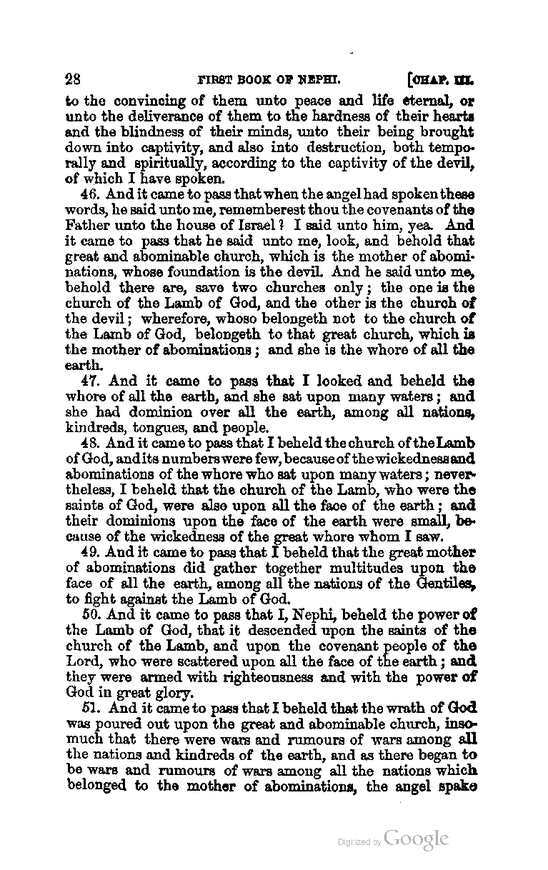 28 FIRST BOOK OF NEPHI. [CHAP. III.
to the convincing of them unto peace and life eternal, or
unto the deliverance of them to the hardness of their hearts
and the blindness of their minds, unto their being brought
down into captivity, and also into destruction, both tempo-
rally and spiritually, according to the captivity of the devil,
of which I have spoken.
46. And it came to pass that when the angel had spoken these
words, he said unto me, rememberest thou the covenants of the
Father unto the house of Israel? I said unto him, yea. And
it came to pass that he said unto me, look, and behold that
great and abominable church, which is the mother of abomi-
nations, whose foundation is the devil. And he said unto me,
behold there are, save two churches only; the one is the
church of the Lamb of God, and the other is the church of
the devil; wherefore, whoso belongeth not to the church of
the Lamb of God, belongeth to that great church, which is
the mother of abominations; and she is the whore of all the
earth.
47. And it came to pass that I looked and beheld the
whore of all the earth, and she sat upon many waters; and
she had dominion over all the earth, among all nations,
kindreds, tongues, and people.
48. And it came to pass that I beheld the church of the Lamb
of God, and its numbers were few, because of the wickedness and
abominations of the whore who sat upon many waters; never-
theless, I beheld that the church of the Lamb, who were the
saints of God, were also upon all the face of the earth; and
their dominions upon the face of the earth were small, be-
cause of the wickedness of the great whore whom I saw.
49. And it came to pass that I beheld that the great mother
of abominations did gather together multitudes upon the
face of all the earth, among all the nations of the Gentiles,
to fight against the Lamb of God.
50. And it came to pass that I, Nephi, beheld the power of
the Lamb of God, that it descended upon the saints of the
church of the Lamb, and upon the covenant people of the
Lord, who were scattered upon all the face of the earth; and
they were armed with righteousness and with the power of
God in great glory.
51. And it came to pass that I beheld that the wrath of God
was poured out upon the great and abominable church, inso-
much that there were wars and rumours of wars among all
the nations and kindreds of the earth, and as there began to
be wars and rumours of wars among all the nations which
belonged to the mother of abominations, the angel spake
Digitized by Google